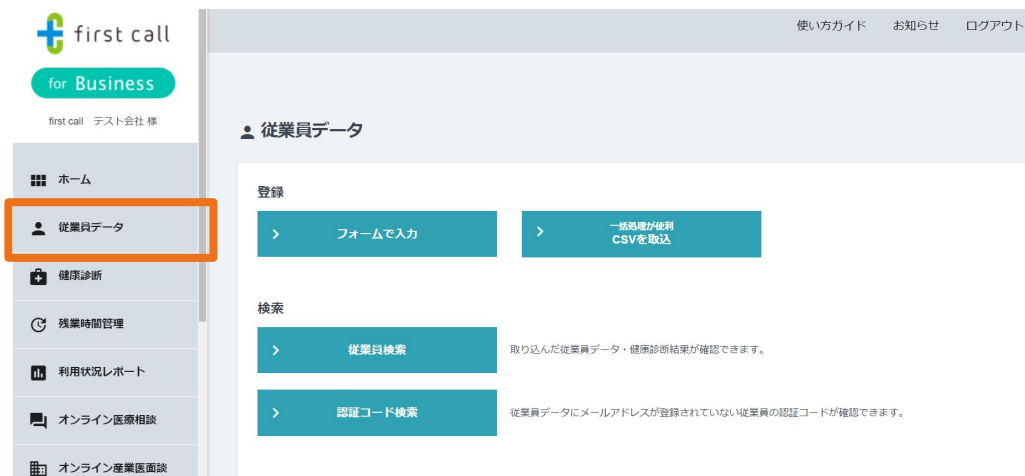 first call
使い方ガイド お知らせ ログアウト
for Business
first call テスト会社 様
従業員データ
ホーム
登録
従業員データ
フォームで入力
一括処理が便利
CSVを取込
健康診断
検索
残業時間管理
従業員検索
取り込んだ従業員データ・健康診断結果が確認できます。
利用状況レポート
認証コード検索
従業員データにメールアドレスが登録されていない従業員の認証コードが確認できます。
オンライン医療相談
オンライン産業医面談